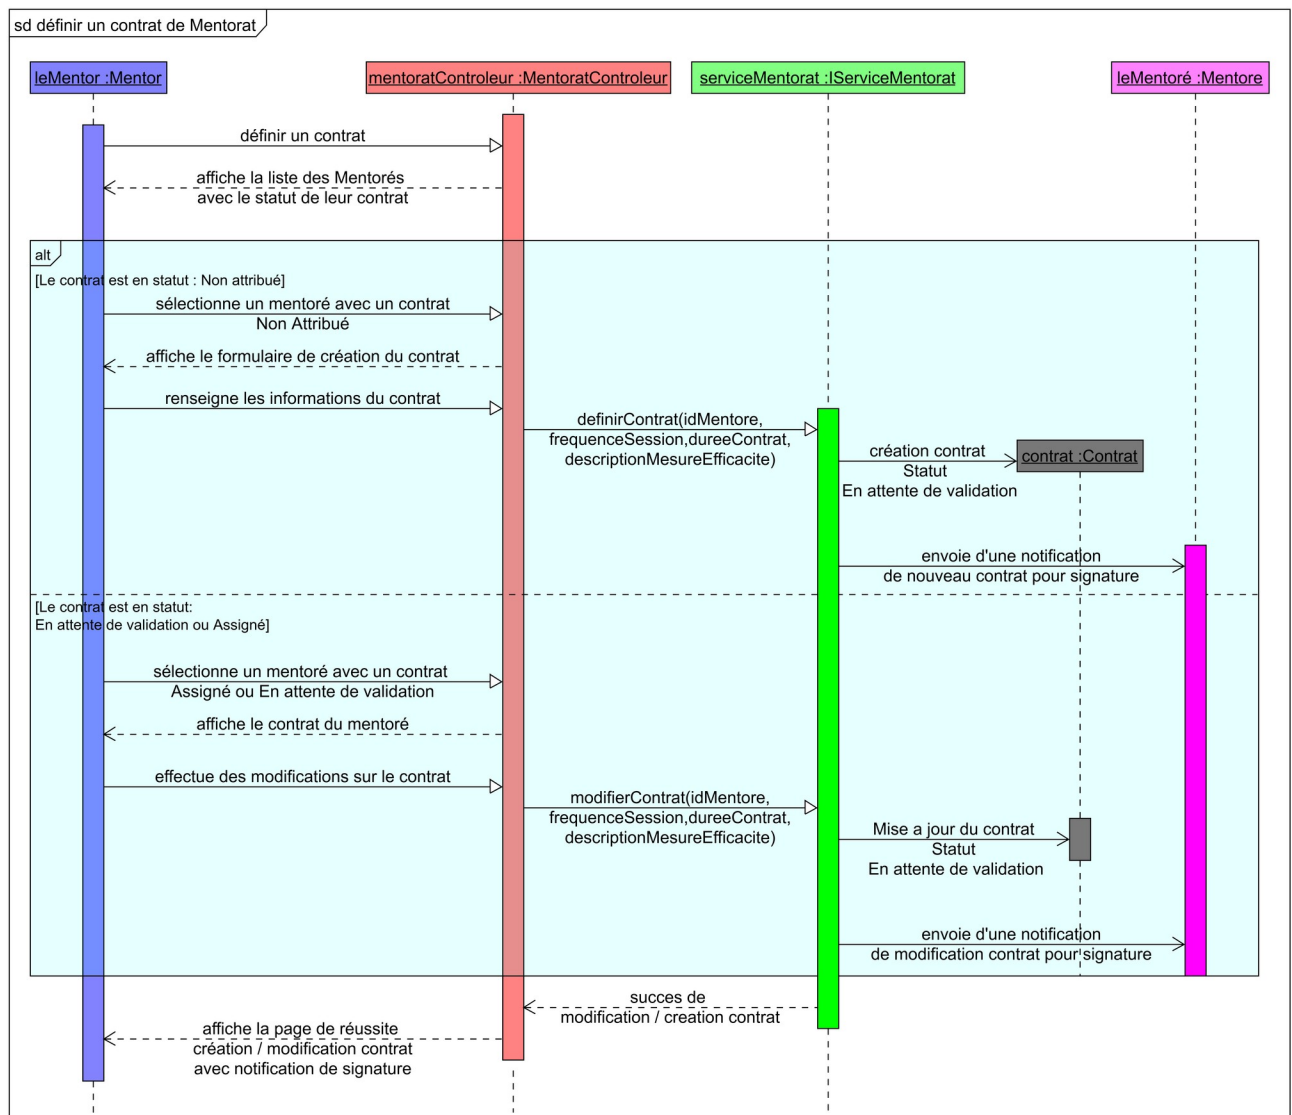 sd définir un contrat de Mentorat
leMentor :Mentor
mentoratControleur :MentoratControleur
serviceMentorat :IServiceMentorat
leMentoré :Mentore
définir un contrat
affiche la liste des Mentorés
avec le statut de leur contrat
alt
[Le contrat est en statut : Non attribué]
sélectionne un mentoré avec un contrat
Non Attribué
affiche le formulaire de création du contrat
renseigne les informations du contrat
definirContrat(idMentore,
frequenceSession,dureeContrat,
descriptionMesureEfficacite)
création contrat
Statut
En attente de validation
contrat :Contrat
envoie d'une notification
de nouveau contrat pour signature
[Le contrat est en statut:
En attente de validation ou Assigné]
sélectionne un mentoré avec un contrat
Assigné ou En attente de validation
affiche le contrat du mentoré
effectue des modifications sur le contrat
modifierContrat(idMentore,
frequenceSession,dureeContrat,
descriptionMesureEfficacite)
Mise a jour du contrat
Statut
En attente de validation
envoie d'une notification
de modification contrat pour signature
succes de
modification / creation contrat
affiche la page de réussite
création / modification contrat
avec notification de signature